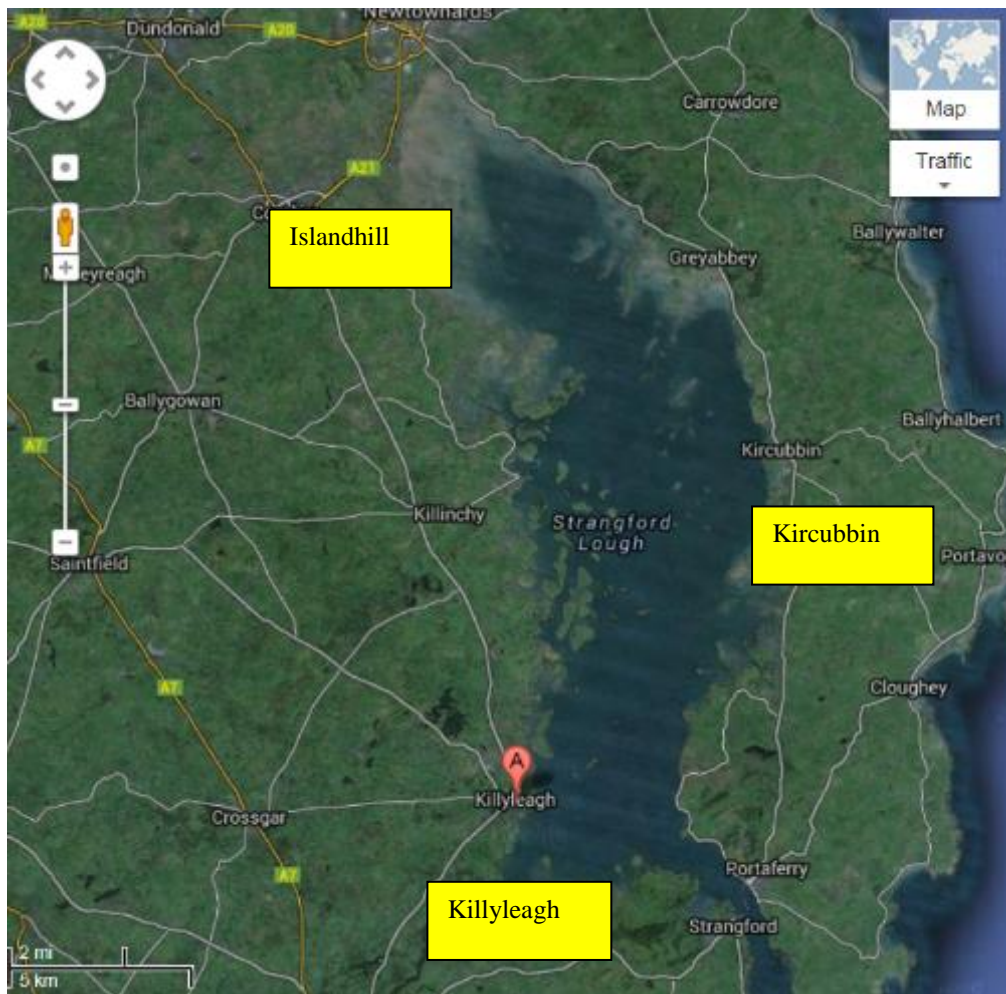 A20
Dundonald
A20
Newtownards
Carrowdore
Map
Traffic
A21
Islandhill
Ballywalter
Greyabbey
Ballygowan
Ballyhalbert
A7
Kircubbin
Killinchy
Strangford
Lough
Kircubbin
Saintfield
A7
Cloughey
A
Killyleagh
Crossgar
A7
Portaferry
Killyleagh
Strangford
2 mi
5 km